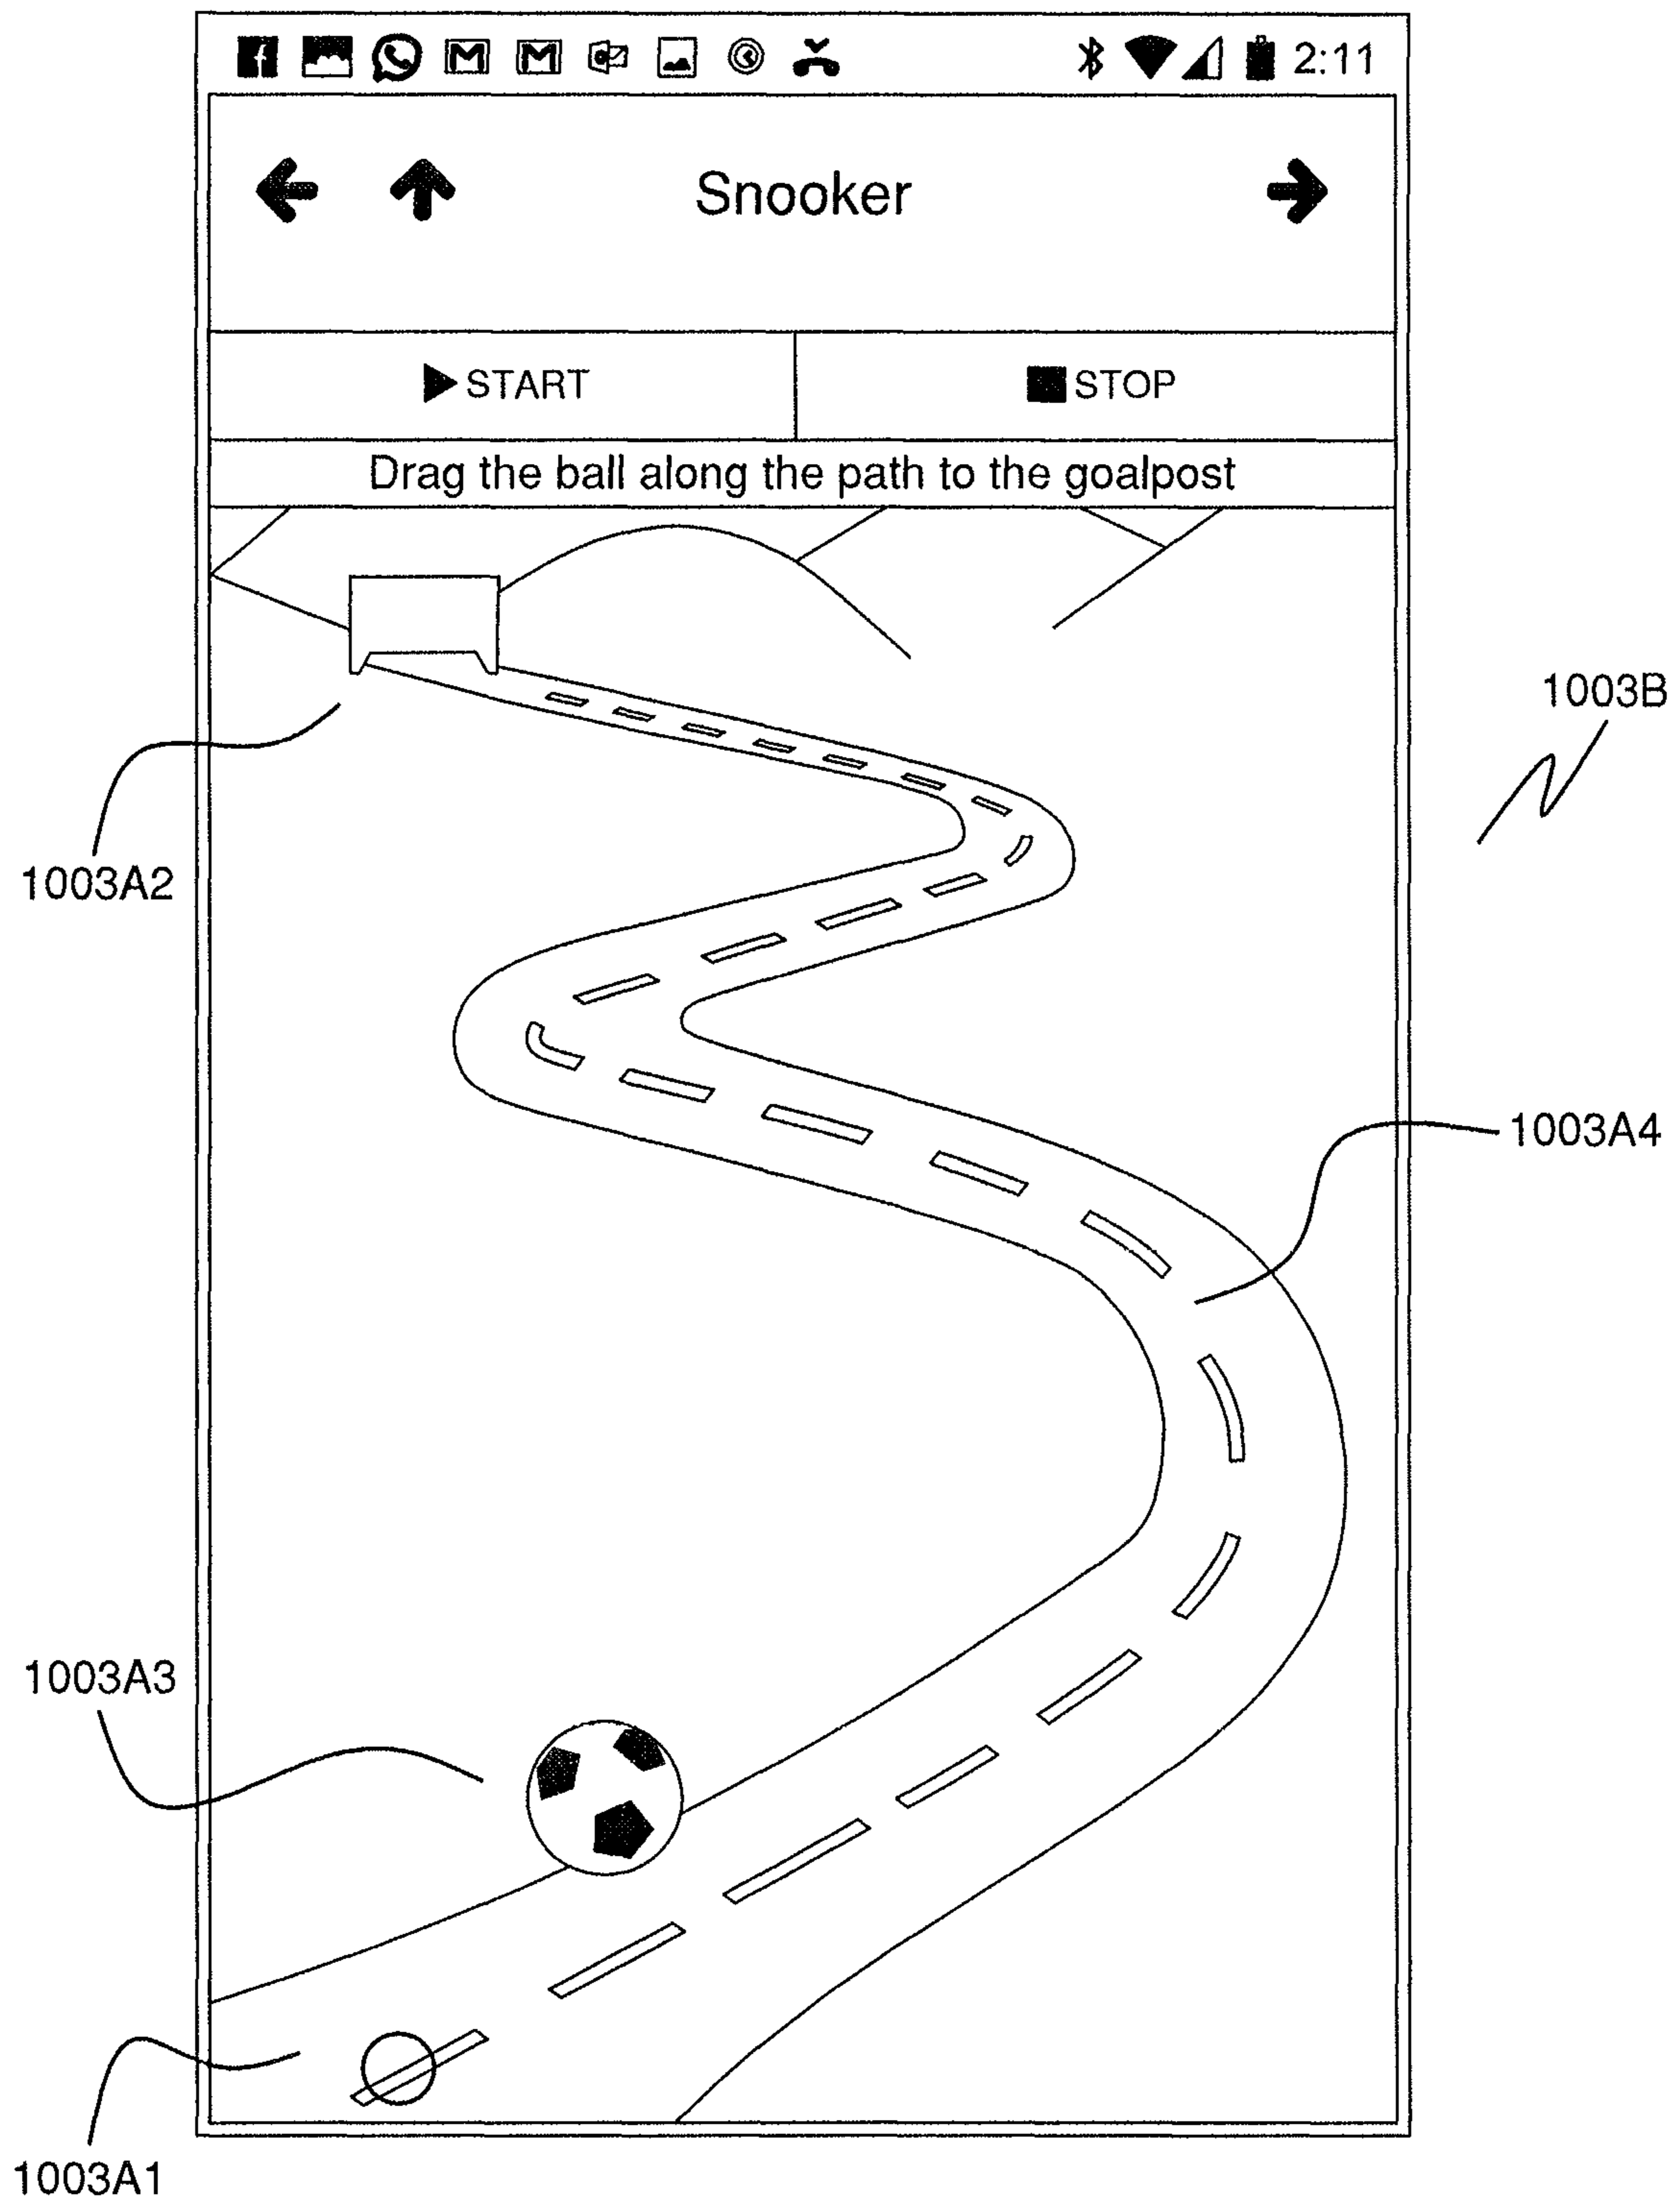 2:11
Snooker
START
STOP
Drag the ball along the path to the goalpost
1003B
1003A2
1003A4
1003A3
1003A1